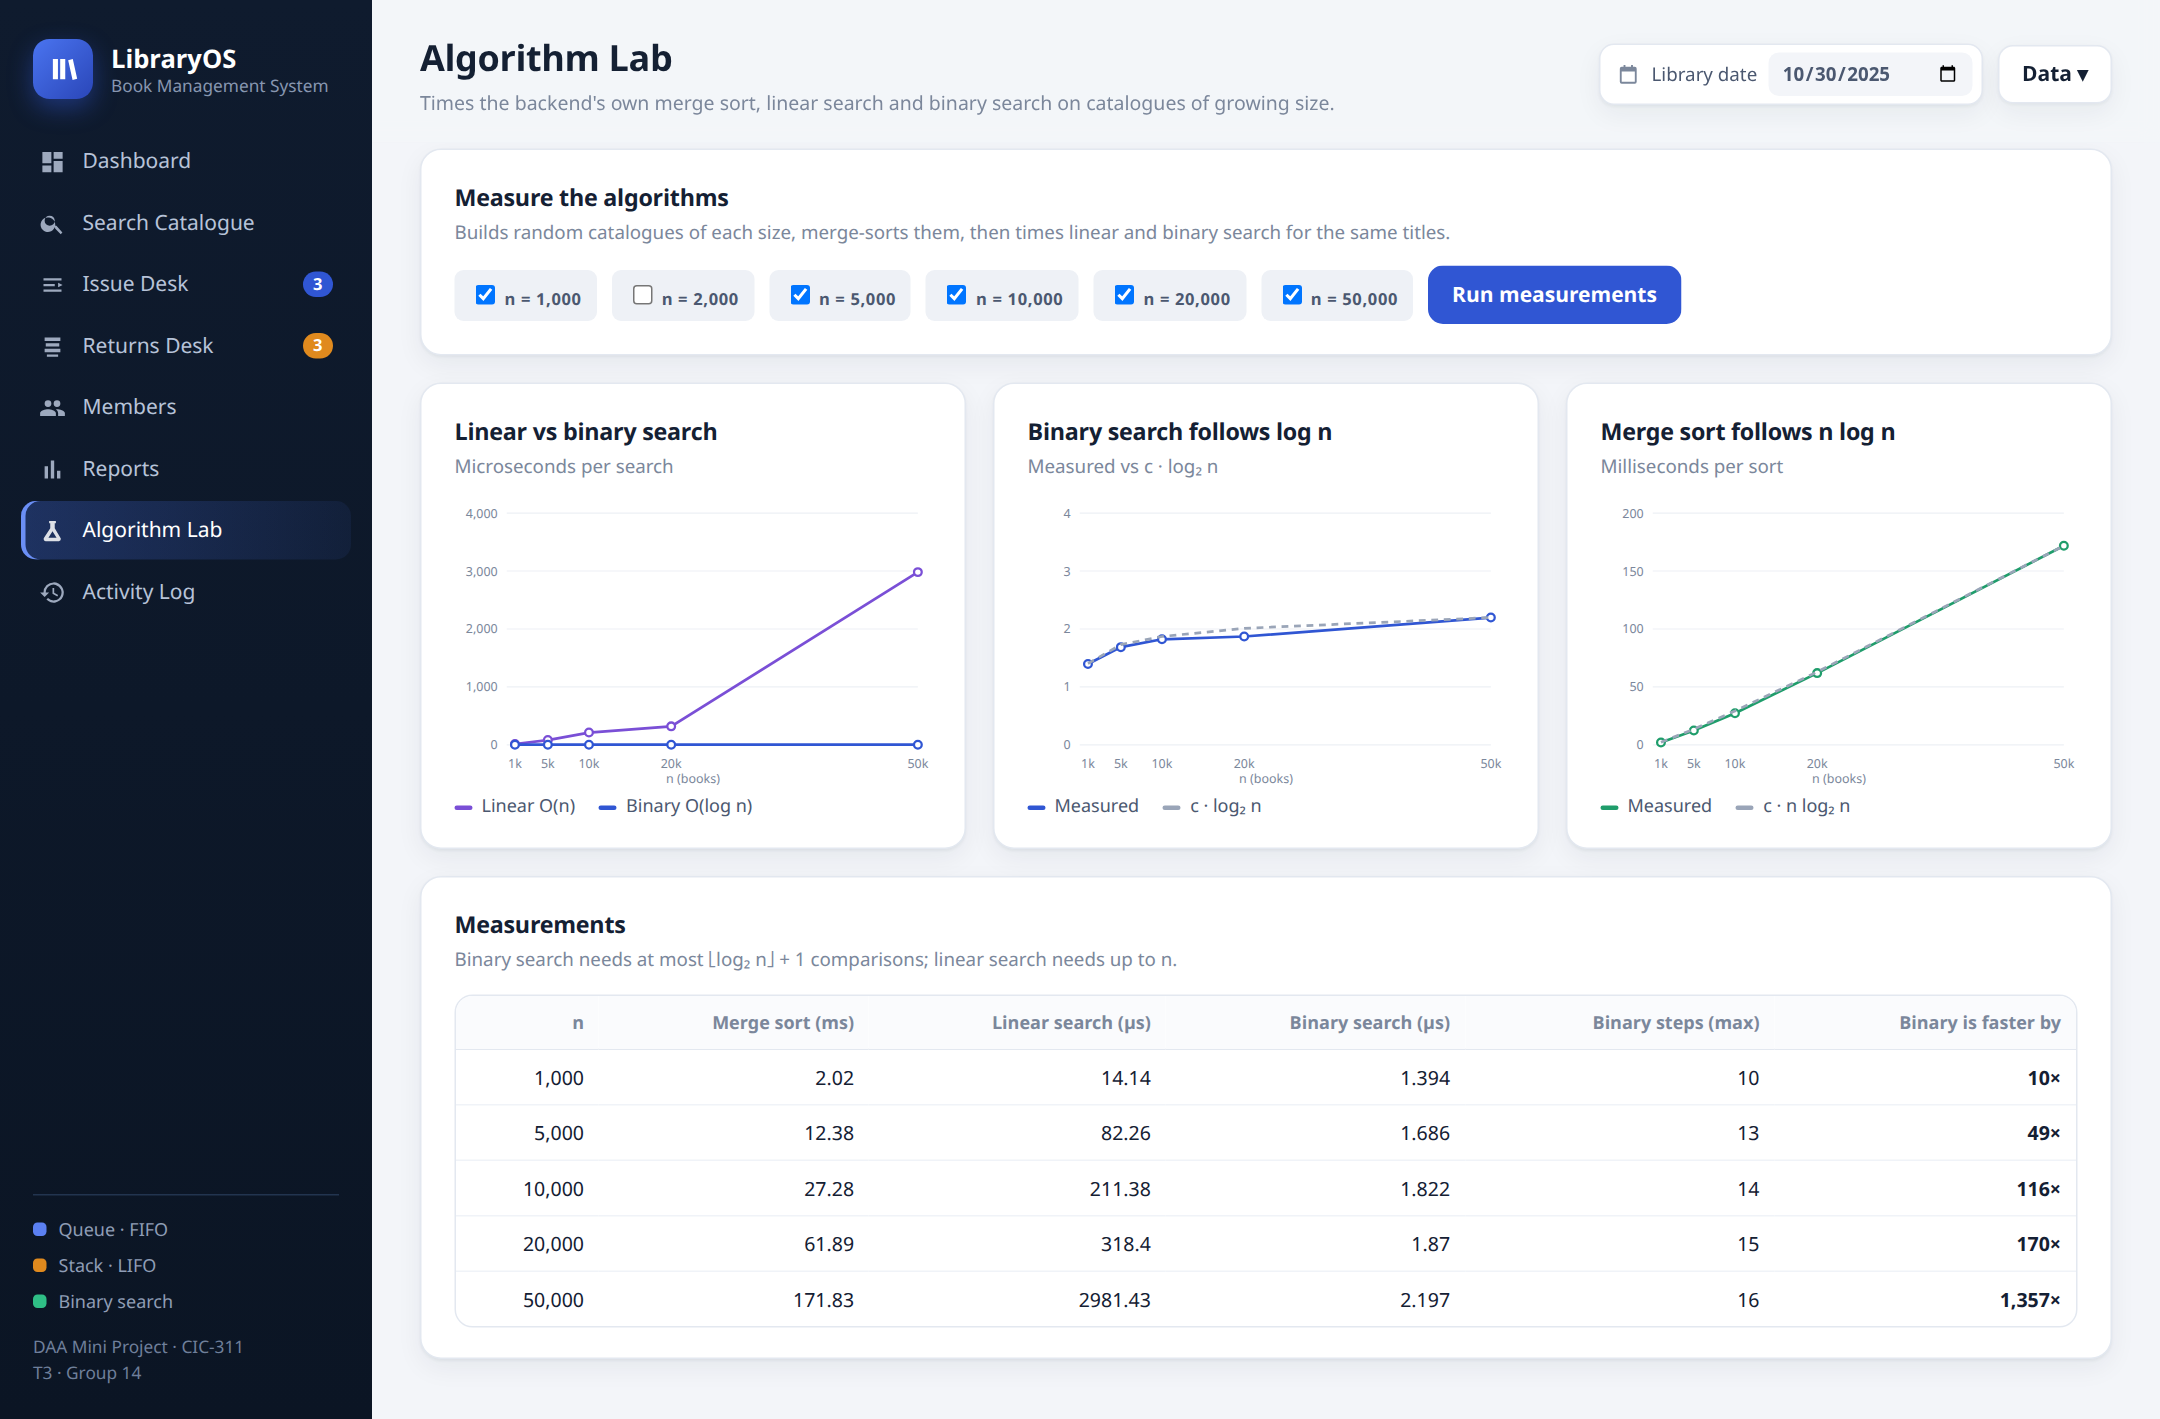 LibraryOS
Book Management System
Dashboard
Search Catalogue
Issue Desk 3
Returns Desk 3
Members
Reports
Algorithm Lab
Activity Log
Queue · FIFO
Stack · LIFO
Binary search
DAA Mini Project · CIC-311
T3 · Group 14
Algorithm Lab
Times the backend's own merge sort, linear search and binary search on catalogues of growing size.
Library date 10/30/2025
Data ▾
Measure the algorithms
Builds random catalogues of each size, merge-sorts them, then times linear and binary search for the same titles.
n = 1,000 n = 2,000 n = 5,000 n = 10,000 n = 20,000 n = 50,000 Run measurements
Linear vs binary search
Microseconds per search
4,000
3,000
2,000
1,000
0
1k 5k 10k 20k 50k
n (books)
Linear O(n) Binary O(log n)
Binary search follows log n
Measured vs c · log₂ n
4
3
2
1
0
1k 5k 10k 20k 50k
n (books)
Measured c · log₂ n
Merge sort follows n log n
Milliseconds per sort
200
150
100
50
0
1k 5k 10k 20k 50k
n (books)
Measured c · n log₂ n
Measurements
Binary search needs at most ⌊log₂ n⌋ + 1 comparisons; linear search needs up to n.
n Merge sort (ms) Linear search (µs) Binary search (µs) Binary steps (max) Binary is faster by
1,000 2.02 14.14 1.394 10 10×
5,000 12.38 82.26 1.686 13 49×
10,000 27.28 211.38 1.822 14 116×
20,000 61.89 318.4 1.87 15 170×
50,000 171.83 2981.43 2.197 16 1,357×